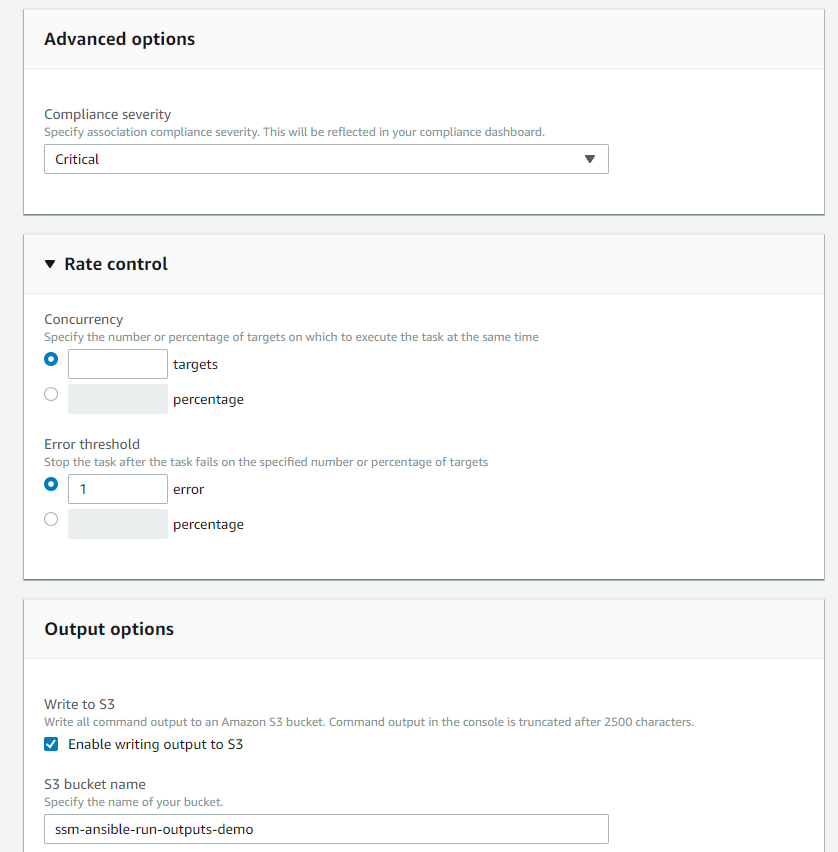 Advanced options
Compliance severity
Specify association compliance severity. This will be reflected in your compliance dashboard.
Critical
Rate control
Concurrency
Specify the number or percentage of targets on which to execute the task at the same time
targets
percentage
Error threshold
Stop the task after the task fails on the specified number or percentage of targets
1 error
percentage
Output options
Write to S3
Write all command output to an Amazon S3 bucket. Command output in the console is truncated after 2500 characters.
Enable writing output to S3
S3 bucket name
Specify the name of your bucket.
ssm-ansible-run-outputs-demo